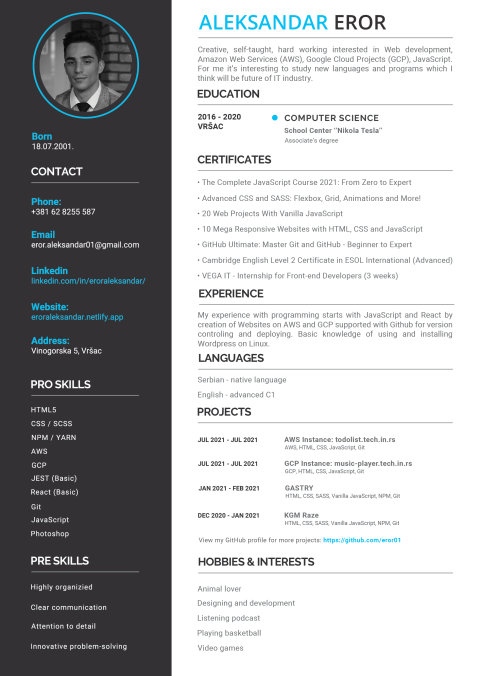 Born
18.07.2001.
CONTACT
Phone:
+381 62 8255 587
Email
eror.aleksandar01@gmail.com
Linkedin
linkedin.com/in/eroraleksandar/
Website:
eroraleksandar.netlify.app
Address:
Vinogorska 5, Vršac
PRO SKILLS
HTML5
CSS / SCSS
NPM / YARN
AWS
GCP
JEST (Basic)
React (Basic)
Git
JavaScript
Photoshop
PRE SKILLS
Highly organizied
Clear communication
Attention to detail
Innovative problem-solving
ALEKSANDAR EROR
Creative, self-taught, hard working interested in Web development,
Amazon Web Services (AWS), Google Cloud Projects (GCP), JavaScript.
For me it's interesting to study new languages and programs which I
think will be future of IT industry.
EDUCATION
2016 - 2020
VRŠAC
COMPUTER SCIENCE
School Center "Nikola Tesla"
Associate's degree
CERTIFICATES
• The Complete JavaScript Course 2021: From Zero to Expert
• Advanced CSS and SASS: Flexbox, Grid, Animations and More!
• 20 Web Projects With Vanilla JavaScript
• 10 Mega Responsive Websites with HTML, CSS and JavaScript
• GitHub Ultimate: Master Git and GitHub - Beginner to Expert
• Cambridge English Level 2 Certificate in ESOL International (Advanced)
• VEGA IT - Internship for Front-end Developers (3 weeks)
EXPERIENCE
My experience with programming starts with JavaScript and React by
creation of Websites on AWS and GCP supported with Github for version
controling and deploying. Basic knowledge of using and installing
Wordpress on Linux.
LANGUAGES
Serbian - native language
English - advanced C1
PROJECTS
JUL 2021 - JUL 2021 AWS Instance: todolist.tech.in.rs
AWS, HTML, CSS, JavaScript, Git
JUL 2021 - JUL 2021 GCP Instance: music-player.tech.in.rs
GCP, HTML, CSS, JavaScript, Git
JAN 2021 - FEB 2021 GASTRY
HTML, CSS, SASS, Vanilla JavaScript, NPM, Git
DEC 2020 - JAN 2021 KGM Raze
HTML, CSS, SASS, Vanilla JavaScript, NPM, Git
View my GitHub profile for more projects: https://github.com/eror01
HOBBIES & INTERESTS
Animal lover
Designing and development
Listening podcast
Playing basketball
Video games